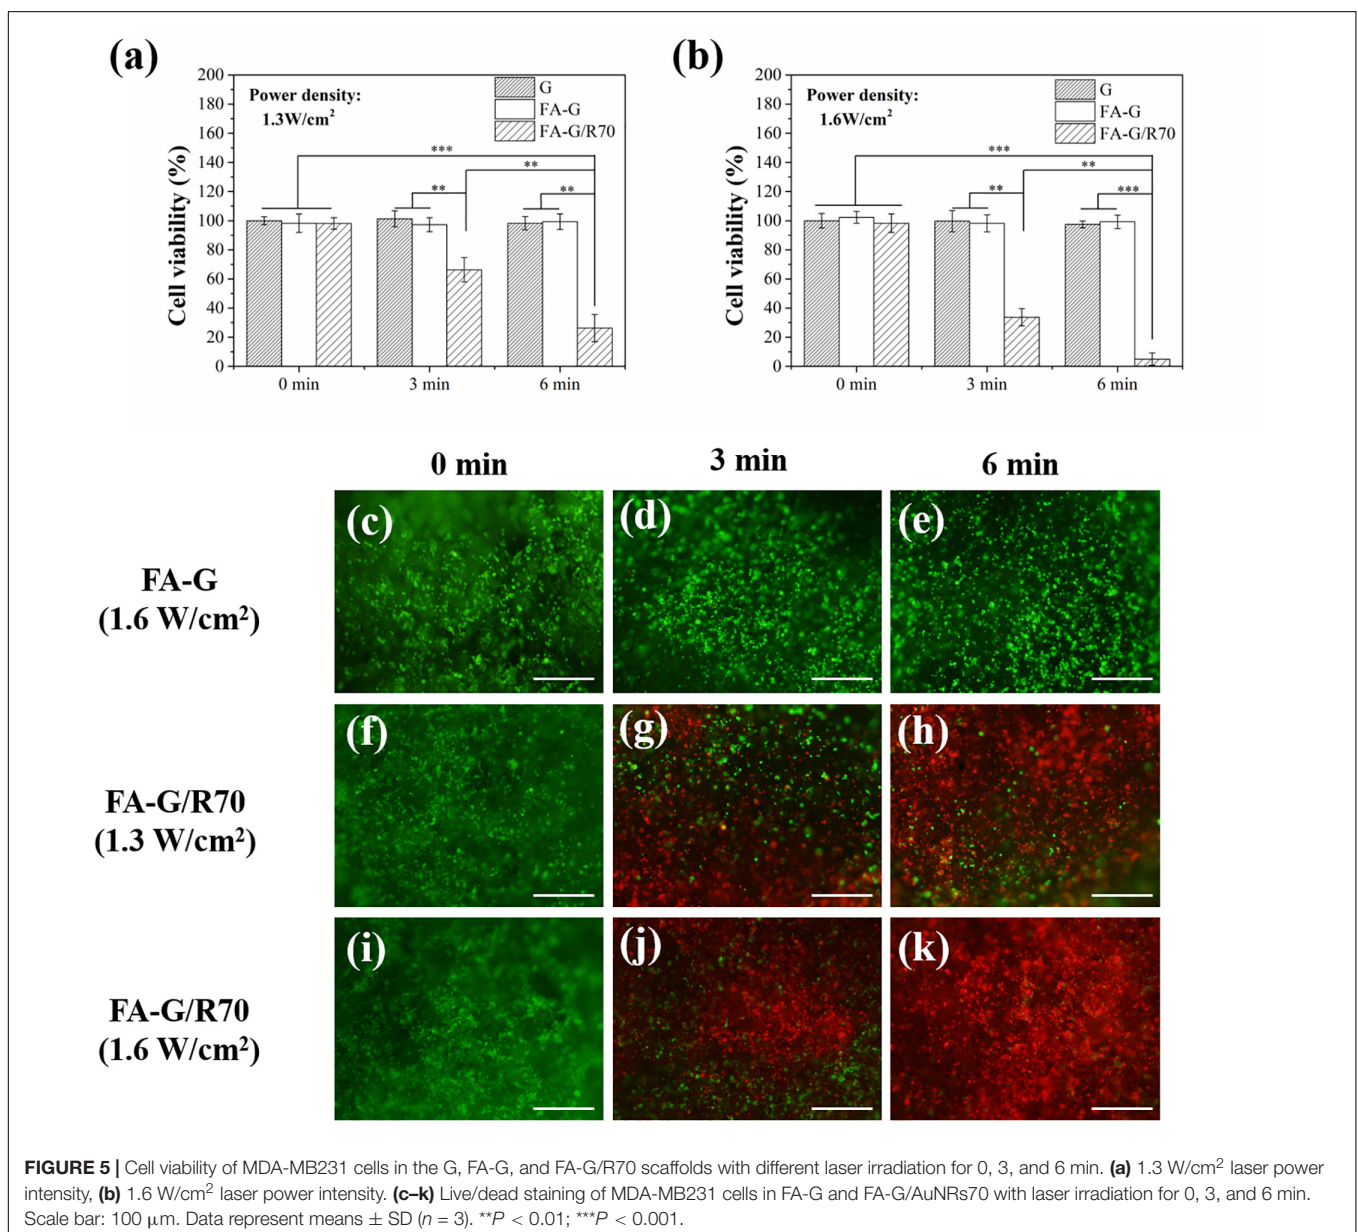 (a)
200
180
160
140
120
100
80
60
40
20
0
Cell viability (%)
Power density:
1.3W/cm²
G
FA-G
FA-G/R70
***
**
**
**
0 min
3 min
6 min
(b)
200
180
160
140
120
100
80
60
40
20
0
Cell viability (%)
Power density:
1.6W/cm²
G
FA-G
FA-G/R70
***
**
**
***
0 min
3 min
6 min
0 min
3 min
6 min
FA-G
(1.6 W/cm²)
(c)
(d)
(e)
FA-G/R70
(1.3 W/cm²)
(f)
(g)
(h)
FA-G/R70
(1.6 W/cm²)
(i)
(j)
(k)
FIGURE 5 | Cell viability of MDA-MB231 cells in the G, FA-G, and FA-G/R70 scaffolds with different laser irradiation for 0, 3, and 6 min. (a) 1.3 W/cm² laser power
intensity, (b) 1.6 W/cm² laser power intensity. (c–k) Live/dead staining of MDA-MB231 cells in FA-G and FA-G/AuNRs70 with laser irradiation for 0, 3, and 6 min.
Scale bar: 100 μm. Data represent means ± SD (n = 3). **P < 0.01; ***P < 0.001.